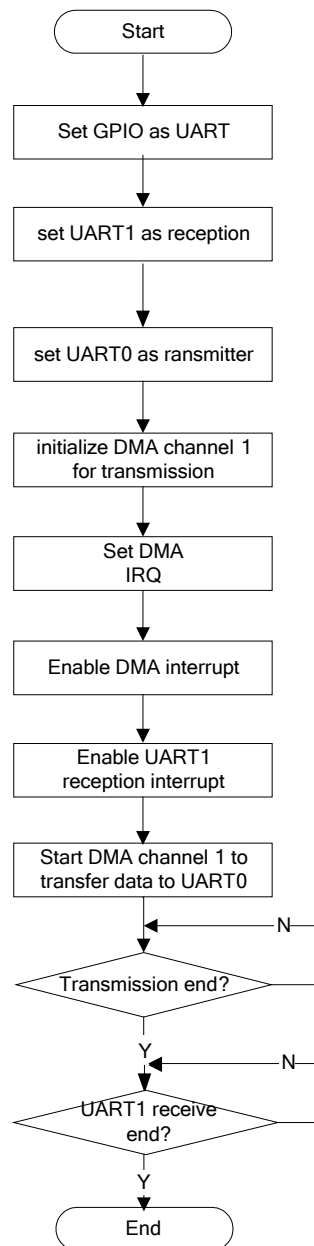 Start
Set GPIO as UART
set UART1 as reception
set UART0 as ransmitter
initialize DMA channel 1
for transmission
Set DMA
IRQ
Enable DMA interrupt
Enable UART1
reception interrupt
Start DMA channel 1 to
transfer data to UART0
N
Transmission end?
Y
N
UART1 receive
end?
Y
End